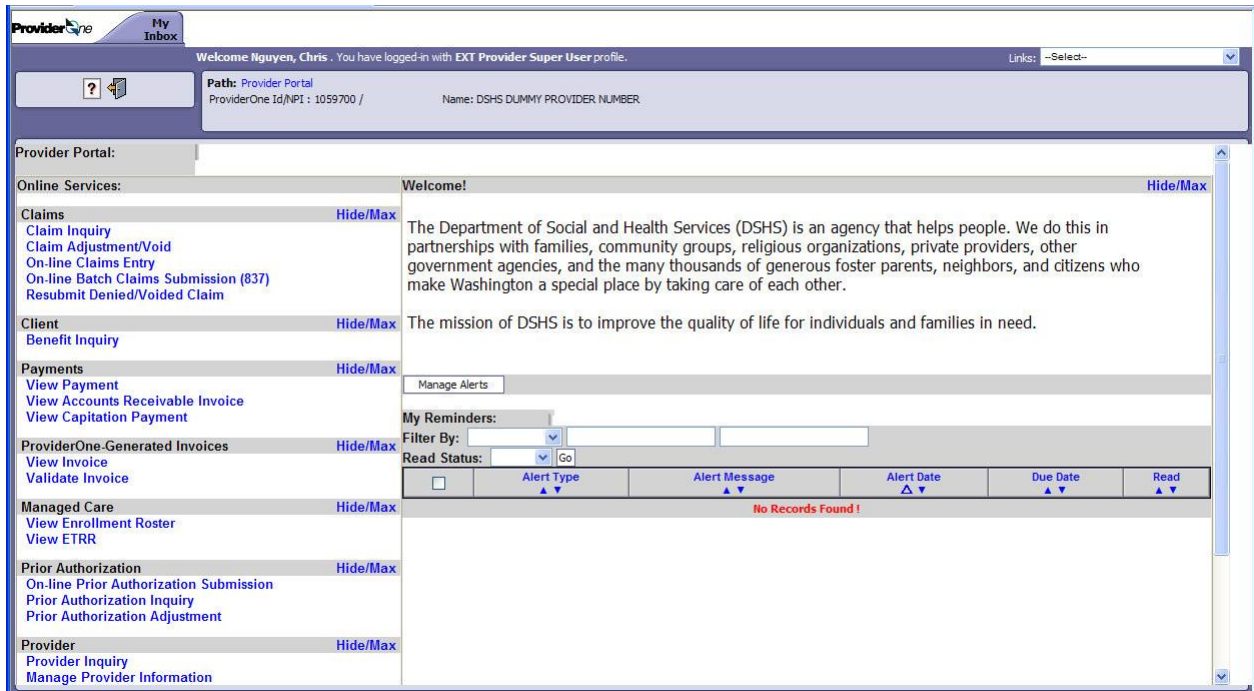 ProviderOne
My Inbox
Welcome Nguyen, Chris . You have logged-in with EXT Provider Super User profile.
Links: --Select--
?
Path: Provider Portal
ProviderOne Id/NPI : 1059700 / Name: DSHS DUMMY PROVIDER NUMBER
Provider Portal:
Online Services:
Claims Hide/Max
Claim Inquiry
Claim Adjustment/Void
On-line Claims Entry
On-line Batch Claims Submission (837)
Resubmit Denied/Voided Claim
Client Hide/Max
Benefit Inquiry
Payments Hide/Max
View Payment
View Accounts Receivable Invoice
View Capitation Payment
ProviderOne-Generated Invoices Hide/Max
View Invoice
Validate Invoice
Managed Care Hide/Max
View Enrollment Roster
View ETRR
Prior Authorization Hide/Max
On-line Prior Authorization Submission
Prior Authorization Inquiry
Prior Authorization Adjustment
Provider Hide/Max
Provider Inquiry
Manage Provider Information
Welcome! Hide/Max
The Department of Social and Health Services (DSHS) is an agency that helps people. We do this in
partnerships with families, community groups, religious organizations, private providers, other
government agencies, and the many thousands of generous foster parents, neighbors, and citizens who
make Washington a special place by taking care of each other.
The mission of DSHS is to improve the quality of life for individuals and families in need.
Manage Alerts
My Reminders:
Filter By:
Read Status: Go
Alert Type Alert Message Alert Date Due Date Read
No Records Found !